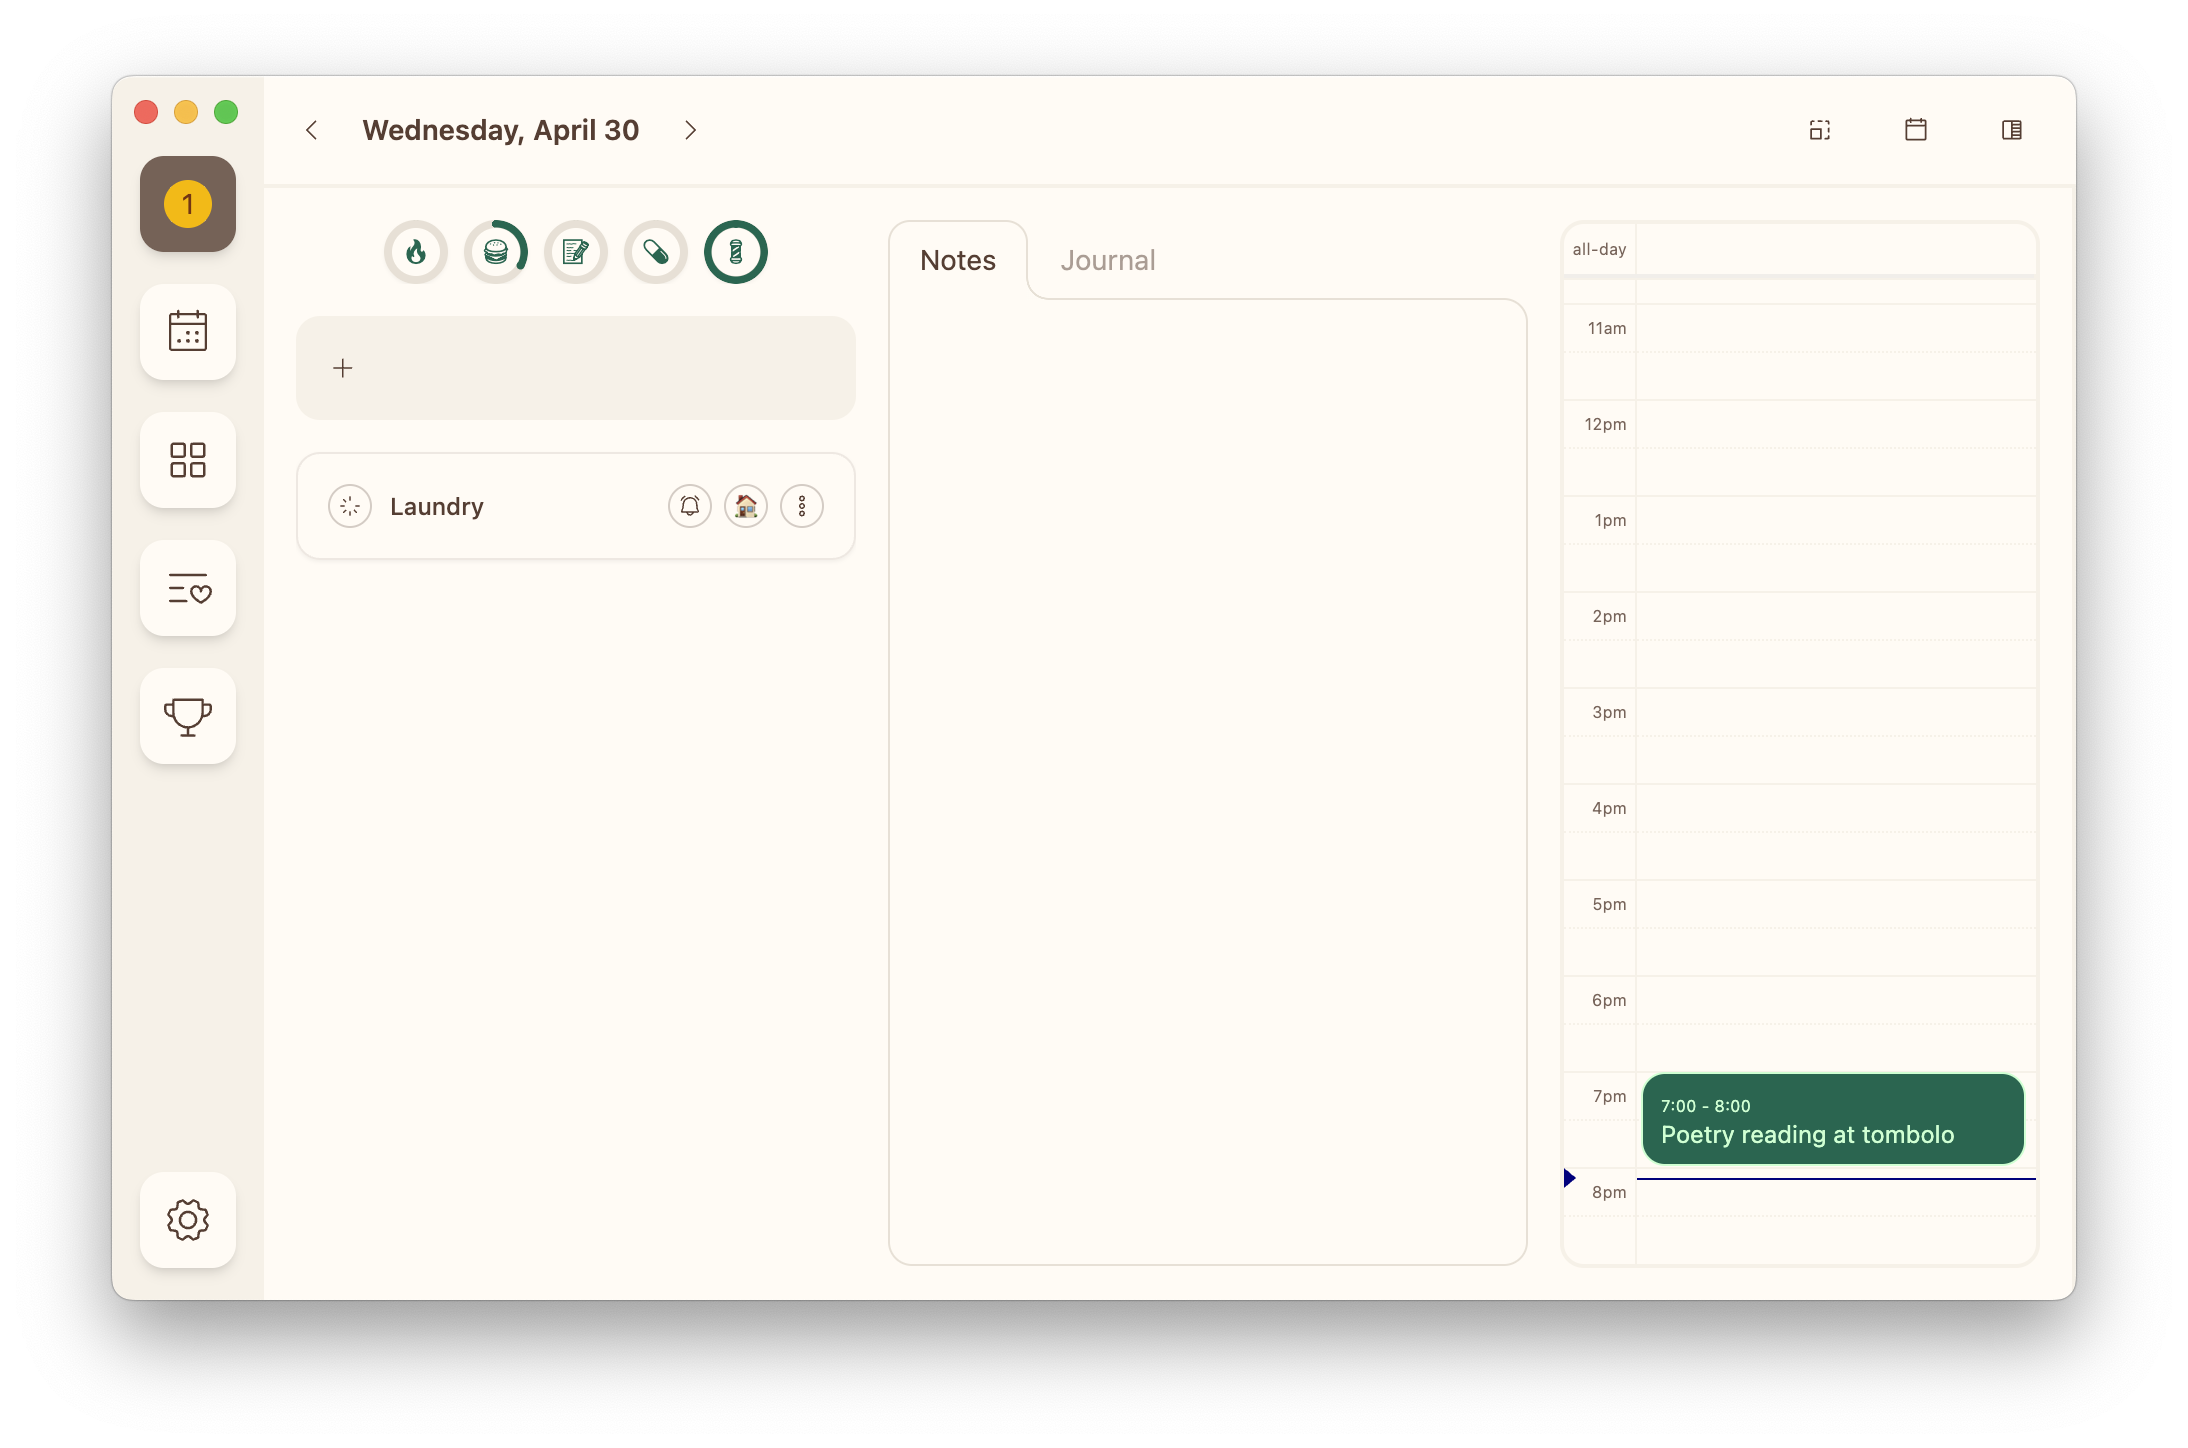 1
Wednesday, April 30
Laundry
Notes
Journal
all-day
11am
12pm
1pm
2pm
3pm
4pm
5pm
6pm
7pm
7:00 - 8:00
Poetry reading at tombolo
8pm